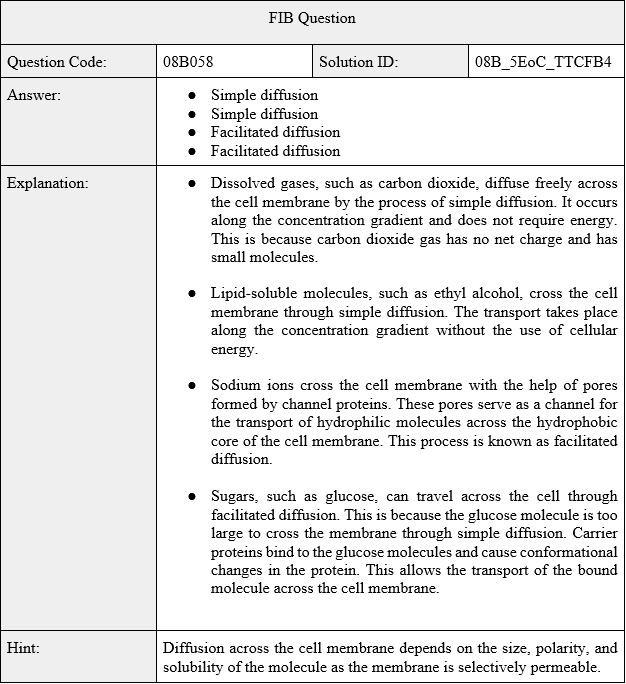 FIB Question
Question Code: 08B058 Solution ID: 08B_5EoC_TTCFB4
Answer:
● Simple diffusion
● Simple diffusion
● Facilitated diffusion
● Facilitated diffusion
Explanation:
● Dissolved gases, such as carbon dioxide, diffuse freely across
the cell membrane by the process of simple diffusion. It occurs
along the concentration gradient and does not require energy.
This is because carbon dioxide gas has no net charge and has
small molecules.
● Lipid-soluble molecules, such as ethyl alcohol, cross the cell
membrane through simple diffusion. The transport takes place
along the concentration gradient without the use of cellular
energy.
● Sodium ions cross the cell membrane with the help of pores
formed by channel proteins. These pores serve as a channel for
the transport of hydrophilic molecules across the hydrophobic
core of the cell membrane. This process is known as facilitated
diffusion.
● Sugars, such as glucose, can travel across the cell through
facilitated diffusion. This is because the glucose molecule is too
large to cross the membrane through simple diffusion. Carrier
proteins bind to the glucose molecules and cause conformational
changes in the protein. This allows the transport of the bound
molecule across the cell membrane.
Hint:
Diffusion across the cell membrane depends on the size, polarity, and
solubility of the molecule as the membrane is selectively permeable.